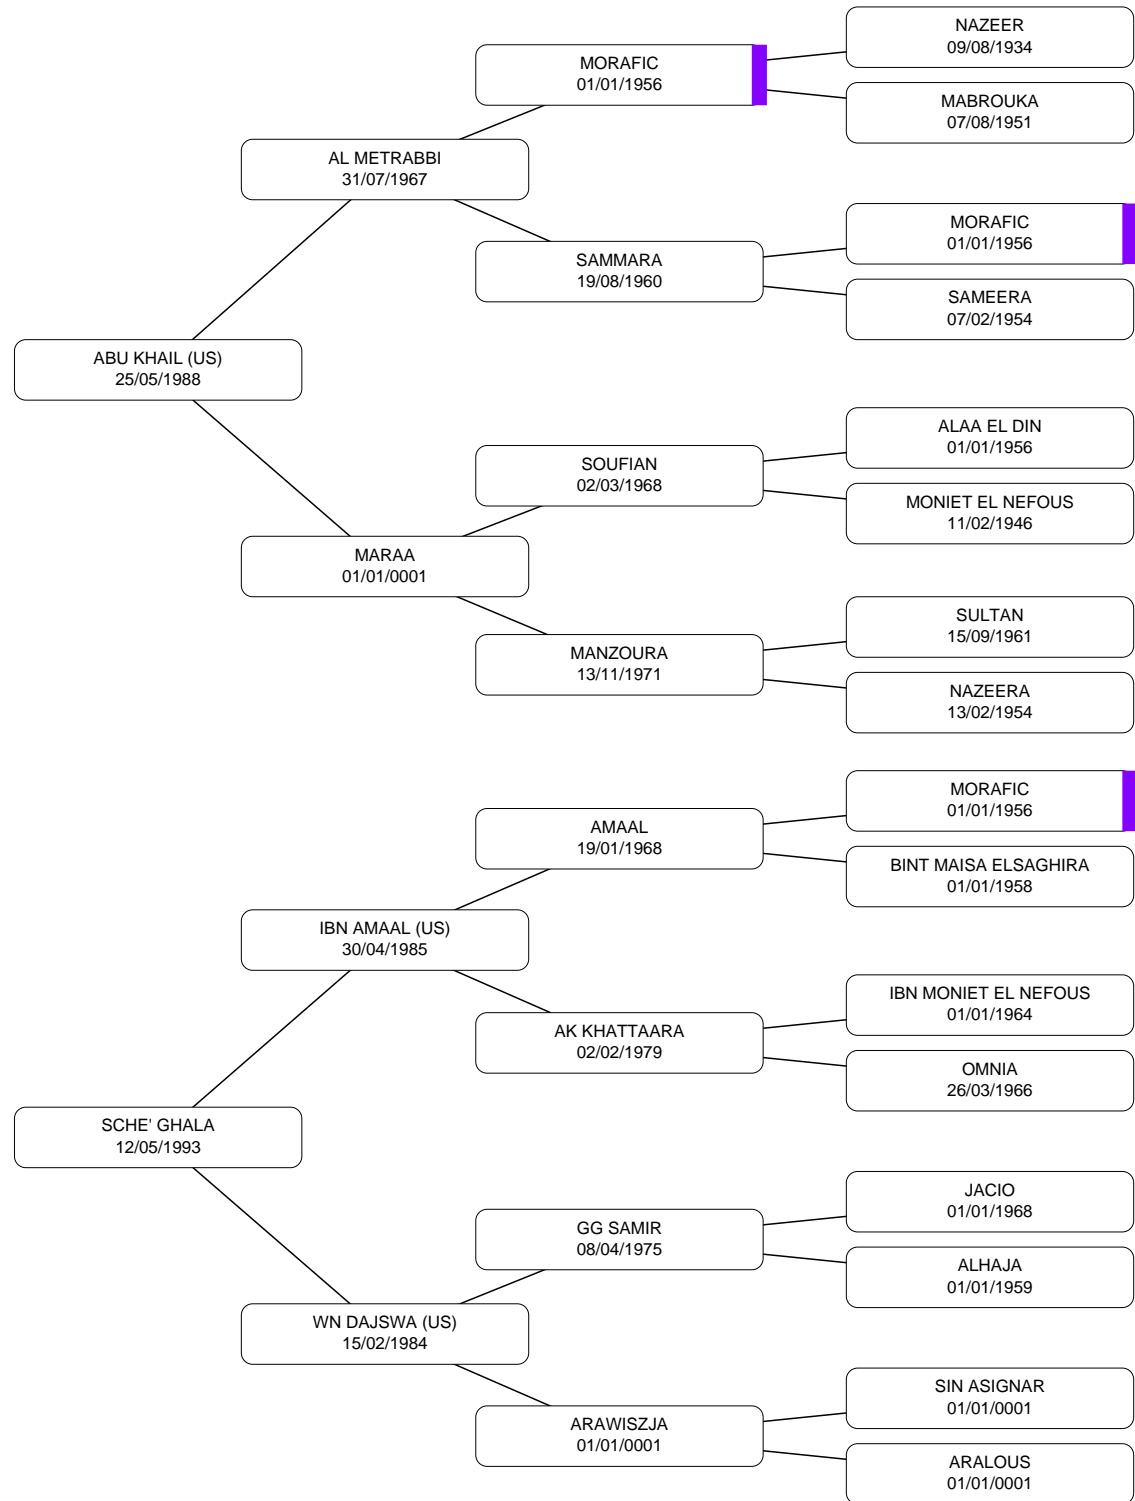 NAZEER
09/08/1934
MORAFIC
01/01/1956
MABROUKA
07/08/1951
AL METRABBI
31/07/1967
MORAFIC
01/01/1956
SAMMARA
19/08/1960
SAMEERA
07/02/1954
ABU KHAIL (US)
25/05/1988
ALAA EL DIN
01/01/1956
SOUFIAN
02/03/1968
MONIET EL NEFOUS
11/02/1946
MARAA
01/01/0001
SULTAN
15/09/1961
MANZOURA
13/11/1971
NAZEERA
13/02/1954
MORAFIC
01/01/1956
AMAAL
19/01/1968
BINT MAISA ELSAGHIRA
01/01/1958
IBN AMAAL (US)
30/04/1985
IBN MONIET EL NEFOUS
01/01/1964
AK KHATTAARA
02/02/1979
OMNIA
26/03/1966
SCHE' GHALA
12/05/1993
JACIO
01/01/1968
GG SAMIR
08/04/1975
ALHAJA
01/01/1959
WN DAJSWA (US)
15/02/1984
SIN ASIGNAR
01/01/0001
ARAWISZJA
01/01/0001
ARALOUS
01/01/0001